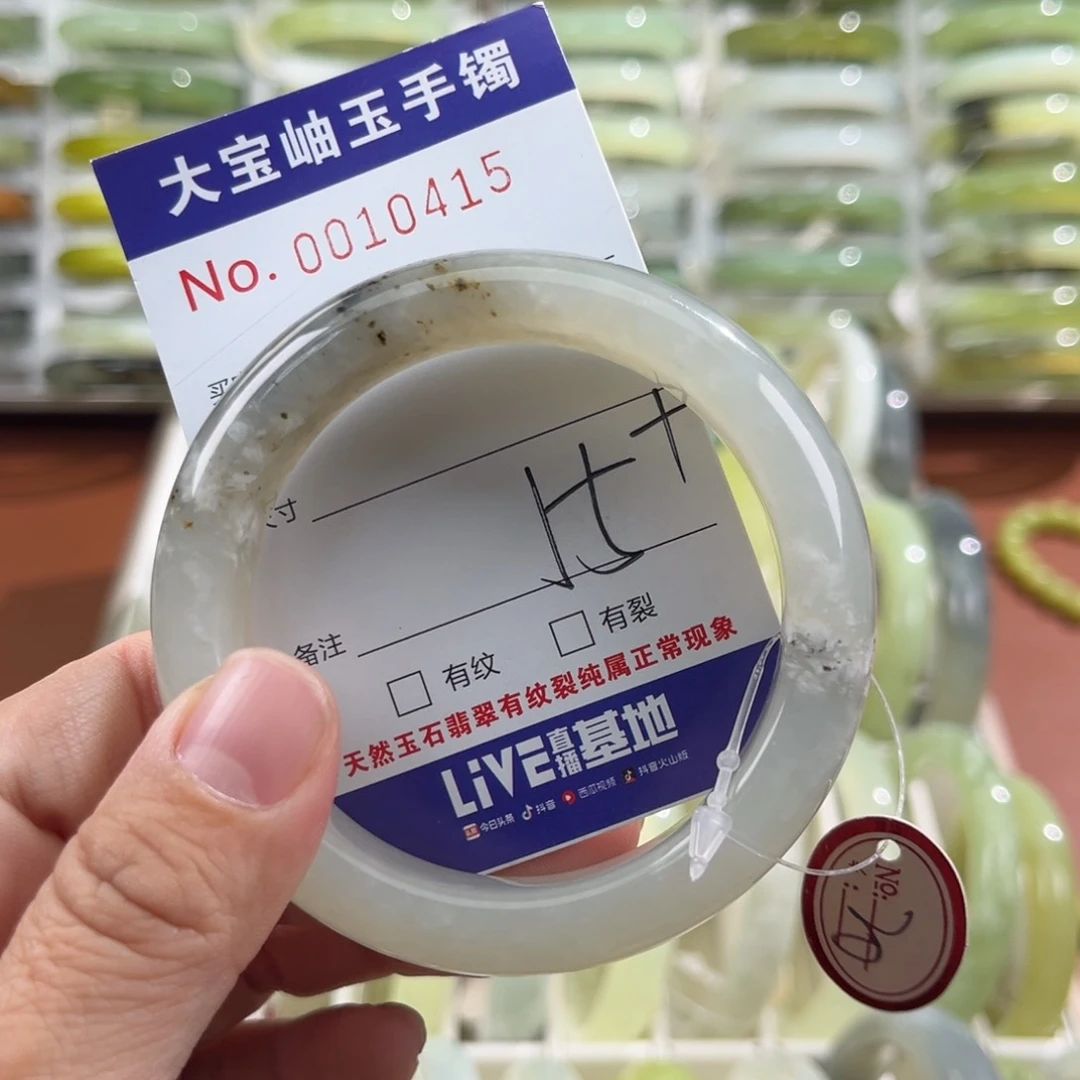 大宝岫玉手镯
No. 0010415
寸
备注
有纹
有裂
天然玉石翡翠有纹裂纯属正常现象
LiVE直播基地
今日头条 抖音 西瓜视频 抖音火山版
No: